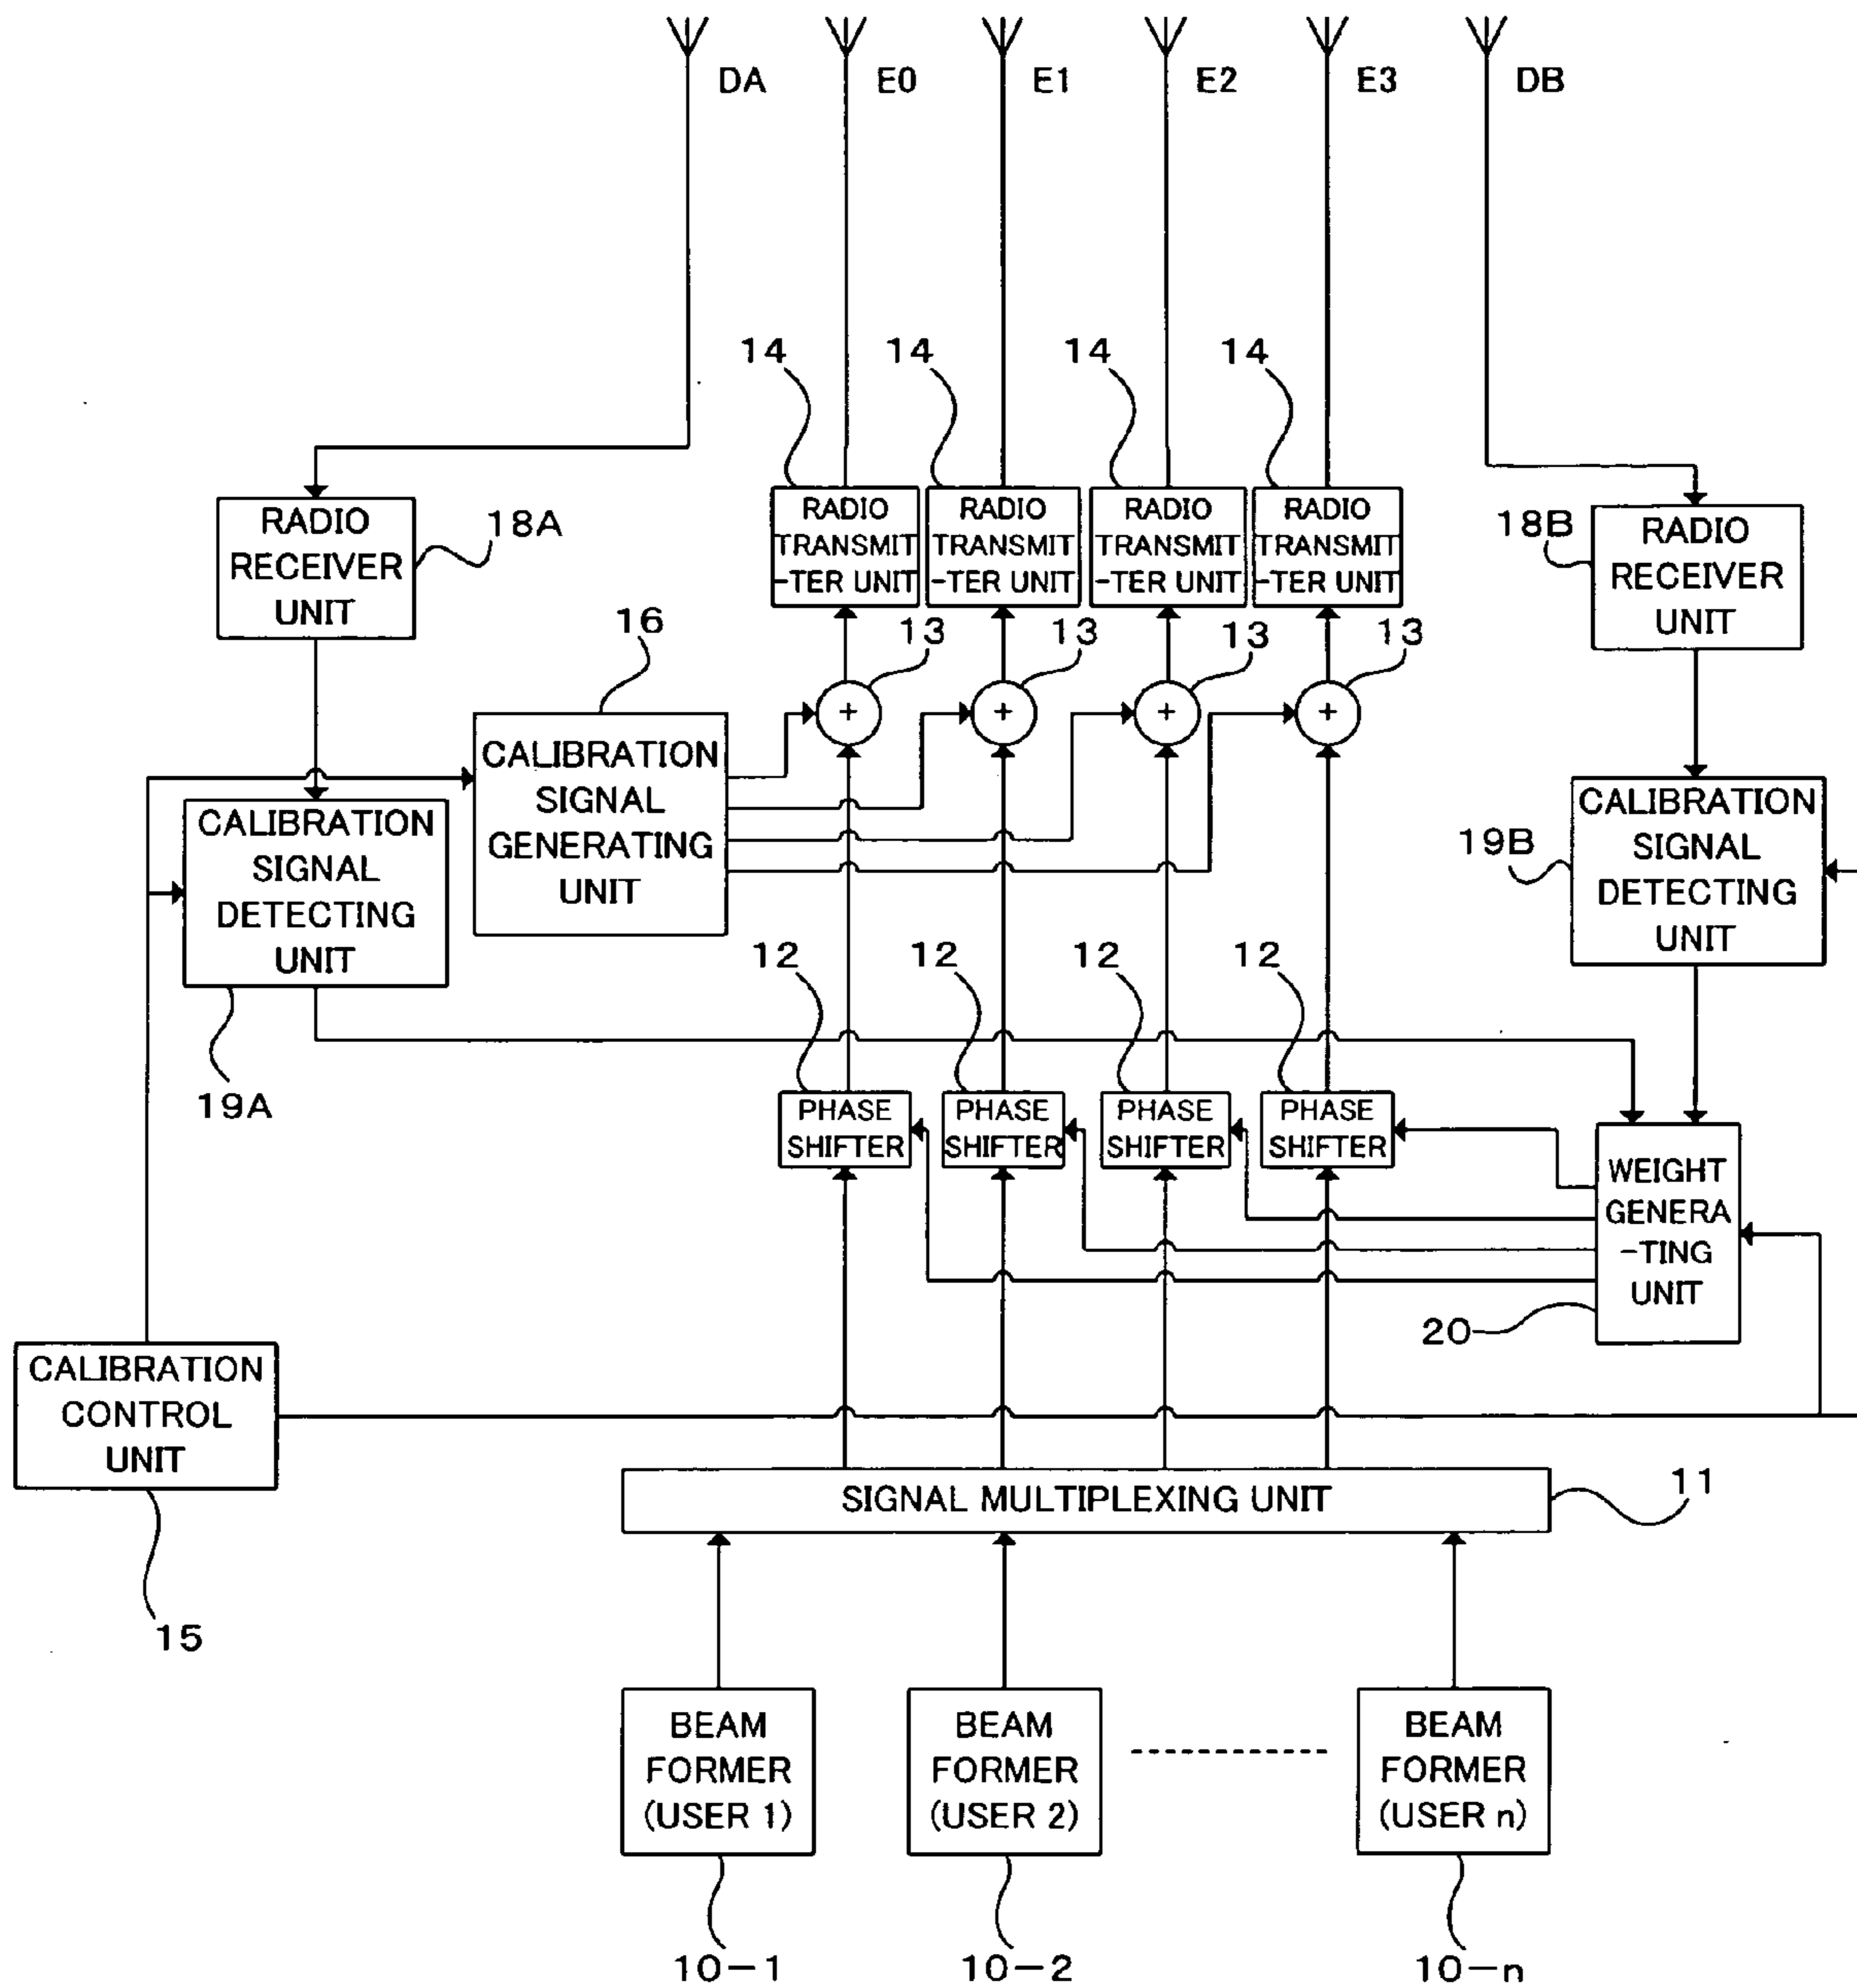 DA
E0
E1
E2
E3
DB
14
14
14
14
RADIO
RECEIVER
UNIT
18A
RADIO
TRANSMIT
-TER UNIT
RADIO
TRANSMIT
-TER UNIT
RADIO
TRANSMIT
-TER UNIT
RADIO
TRANSMIT
-TER UNIT
18B
RADIO
RECEIVER
UNIT
16
13
13
13
13
+
+
+
+
CALIBRATION
SIGNAL
GENERATING
UNIT
CALIBRATION
SIGNAL
DETECTING
UNIT
19A
19B
CALIBRATION
SIGNAL
DETECTING
UNIT
12
12
12
12
PHASE
SHIFTER
PHASE
SHIFTER
PHASE
SHIFTER
PHASE
SHIFTER
WEIGHT
GENERA
-TING
UNIT
20
CALIBRATION
CONTROL
UNIT
15
SIGNAL MULTIPLEXING UNIT
11
BEAM
FORMER
(USER 1)
BEAM
FORMER
(USER 2)
BEAM
FORMER
(USER n)
10-1
10-2
10-n